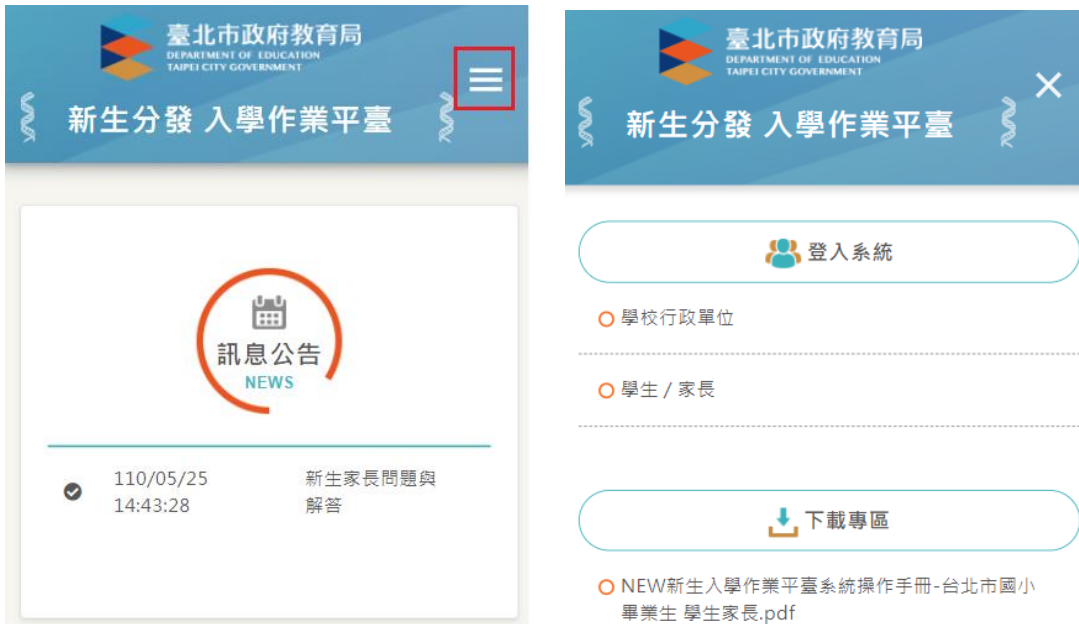 臺北市政府教育局
DEPARTMENT OF EDUCATION
TAIPEI CITY GOVERNMENT
新生分發 入學作業平臺
訊息公告
NEWS
110/05/25
14:43:28
新生家長問題與
解答
臺北市政府教育局
DEPARTMENT OF EDUCATION
TAIPEI CITY GOVERNMENT
新生分發 入學作業平臺
登入系統
學校行政單位
學生 / 家長
下載專區
NEW新生入學作業平臺系統操作手冊-台北市國小
畢業生 學生家長.pdf